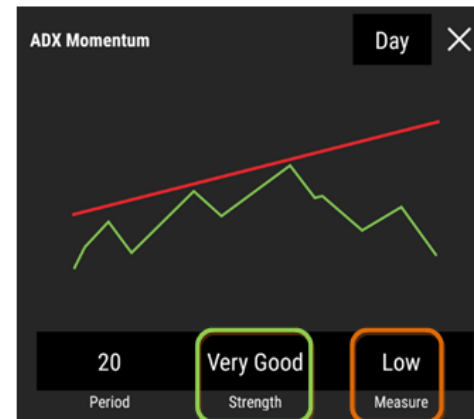 ADX Momentum
Day
20
Very Good
Low
Period
Strength
Measure